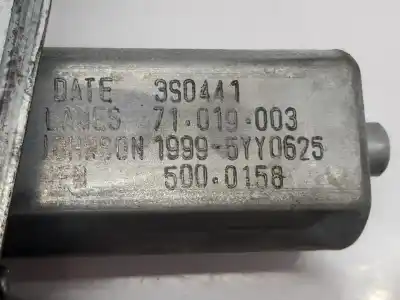 DATE 3S0441
LAMES 71-019-003
JOHNSON 1999-5YY0625
500-0158